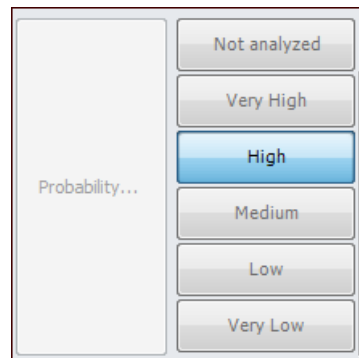 Probability...
Not analyzed
Very High
High
Medium
Low
Very Low